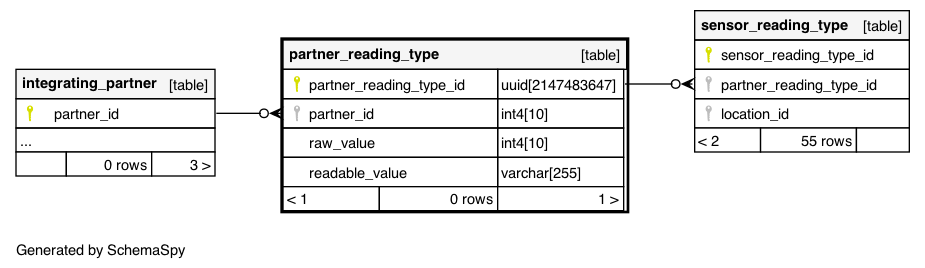 integrating_partner [table]
partner_id
...
0 rows 3 >
partner_reading_type [table]
partner_reading_type_id uuid[2147483647]
partner_id int4[10]
raw_value int4[10]
readable_value varchar[255]
< 1 0 rows 1 >
sensor_reading_type [table]
sensor_reading_type_id
partner_reading_type_id
location_id
< 2 55 rows
Generated by SchemaSpy